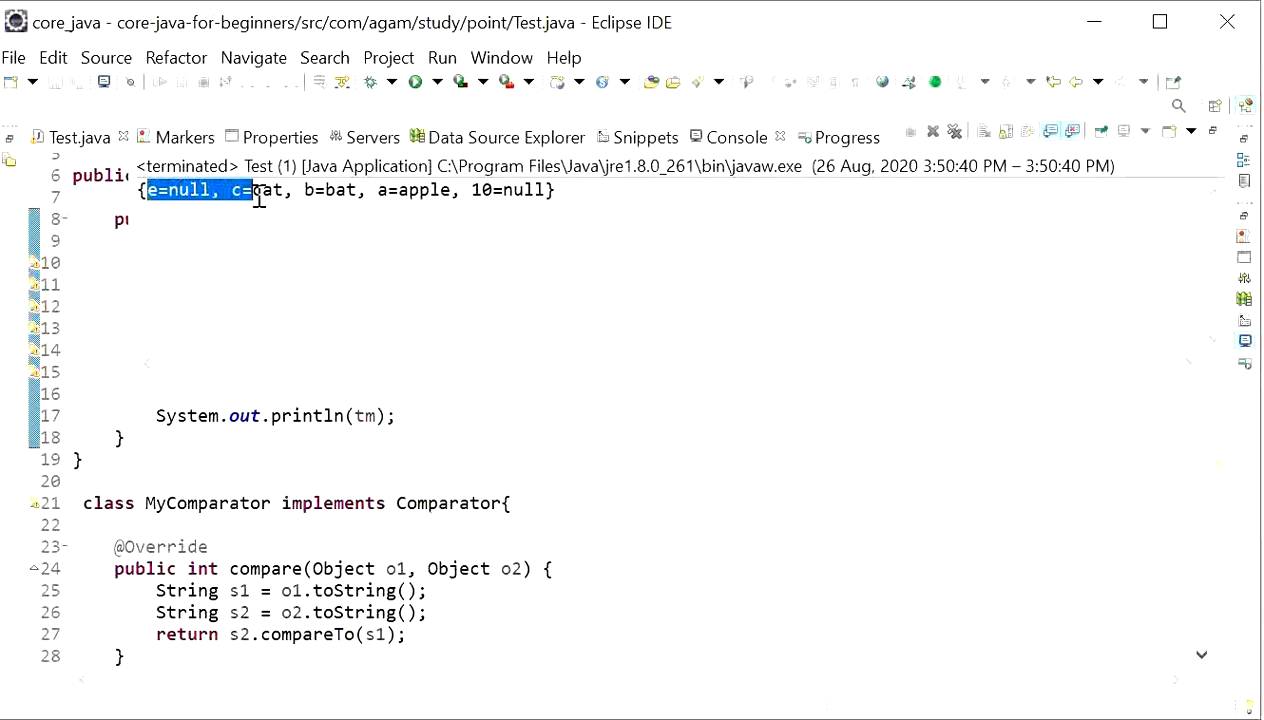 core_java - core-java-for-beginners/src/com/agam/study/point/Test.java - Eclipse IDE
File Edit Source Refactor Navigate Search Project Run Window Help
Test.java Markers Properties Servers Data Source Explorer Snippets Console Progress
<terminated> Test (1) [Java Application] C:\Program Files\Java\jre1.8.0_261\bin\javaw.exe (26 Aug, 2020 3:50:40 PM – 3:50:40 PM)
6 public
{e=null, c=cat, b=bat, a=apple, 10=null}
7
8
9
10
11
12
13
14
15
16
17 System.out.println(tm);
18 }
19 }
20
21 class MyComparator implements Comparator{
22
23 @Override
24 public int compare(Object o1, Object o2) {
25 String s1 = o1.toString();
26 String s2 = o2.toString();
27 return s2.compareTo(s1);
28 }